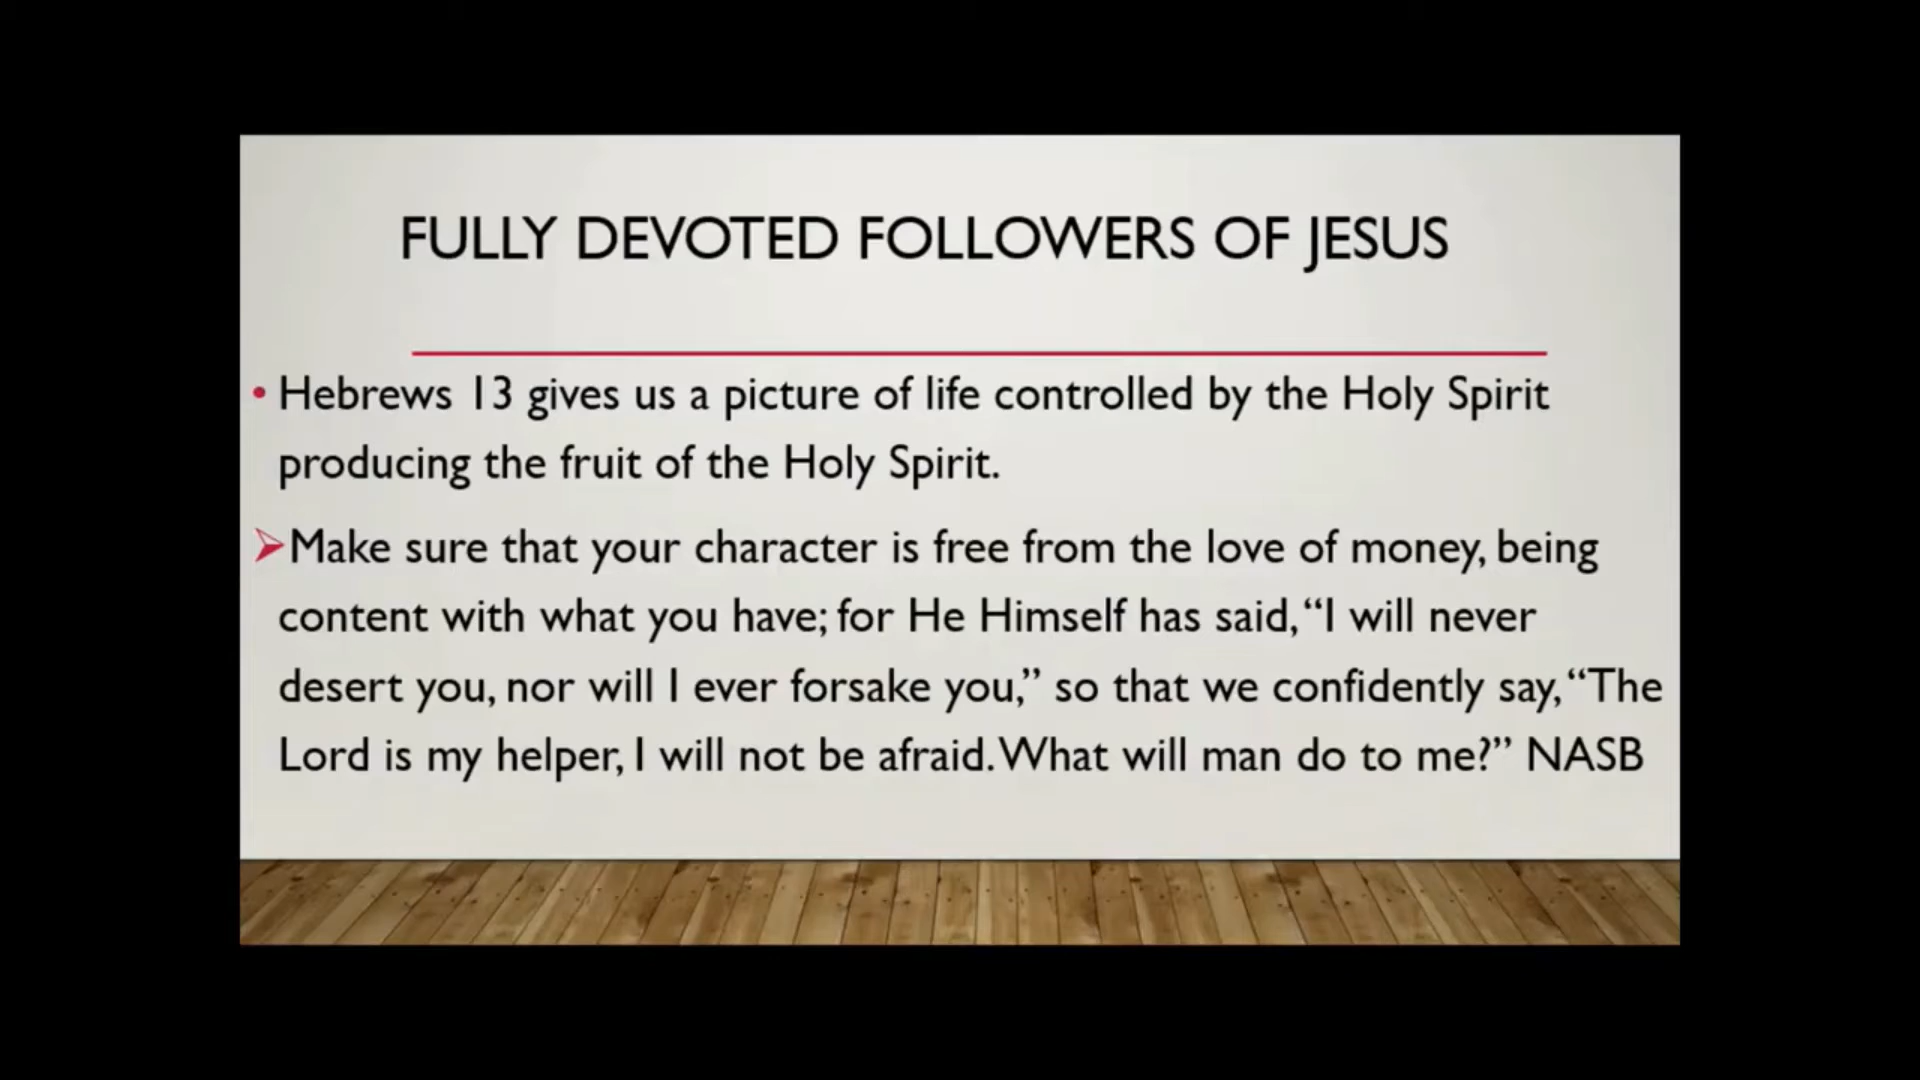 FULLY DEVOTED FOLLOWERS OF JESUS
• Hebrews 13 gives us a picture of life controlled by the Holy Spirit
producing the fruit of the Holy Spirit.
➢Make sure that your character is free from the love of money, being
content with what you have; for He Himself has said, “I will never
desert you, nor will I ever forsake you,” so that we confidently say, “The
Lord is my helper, I will not be afraid. What will man do to me?” NASB